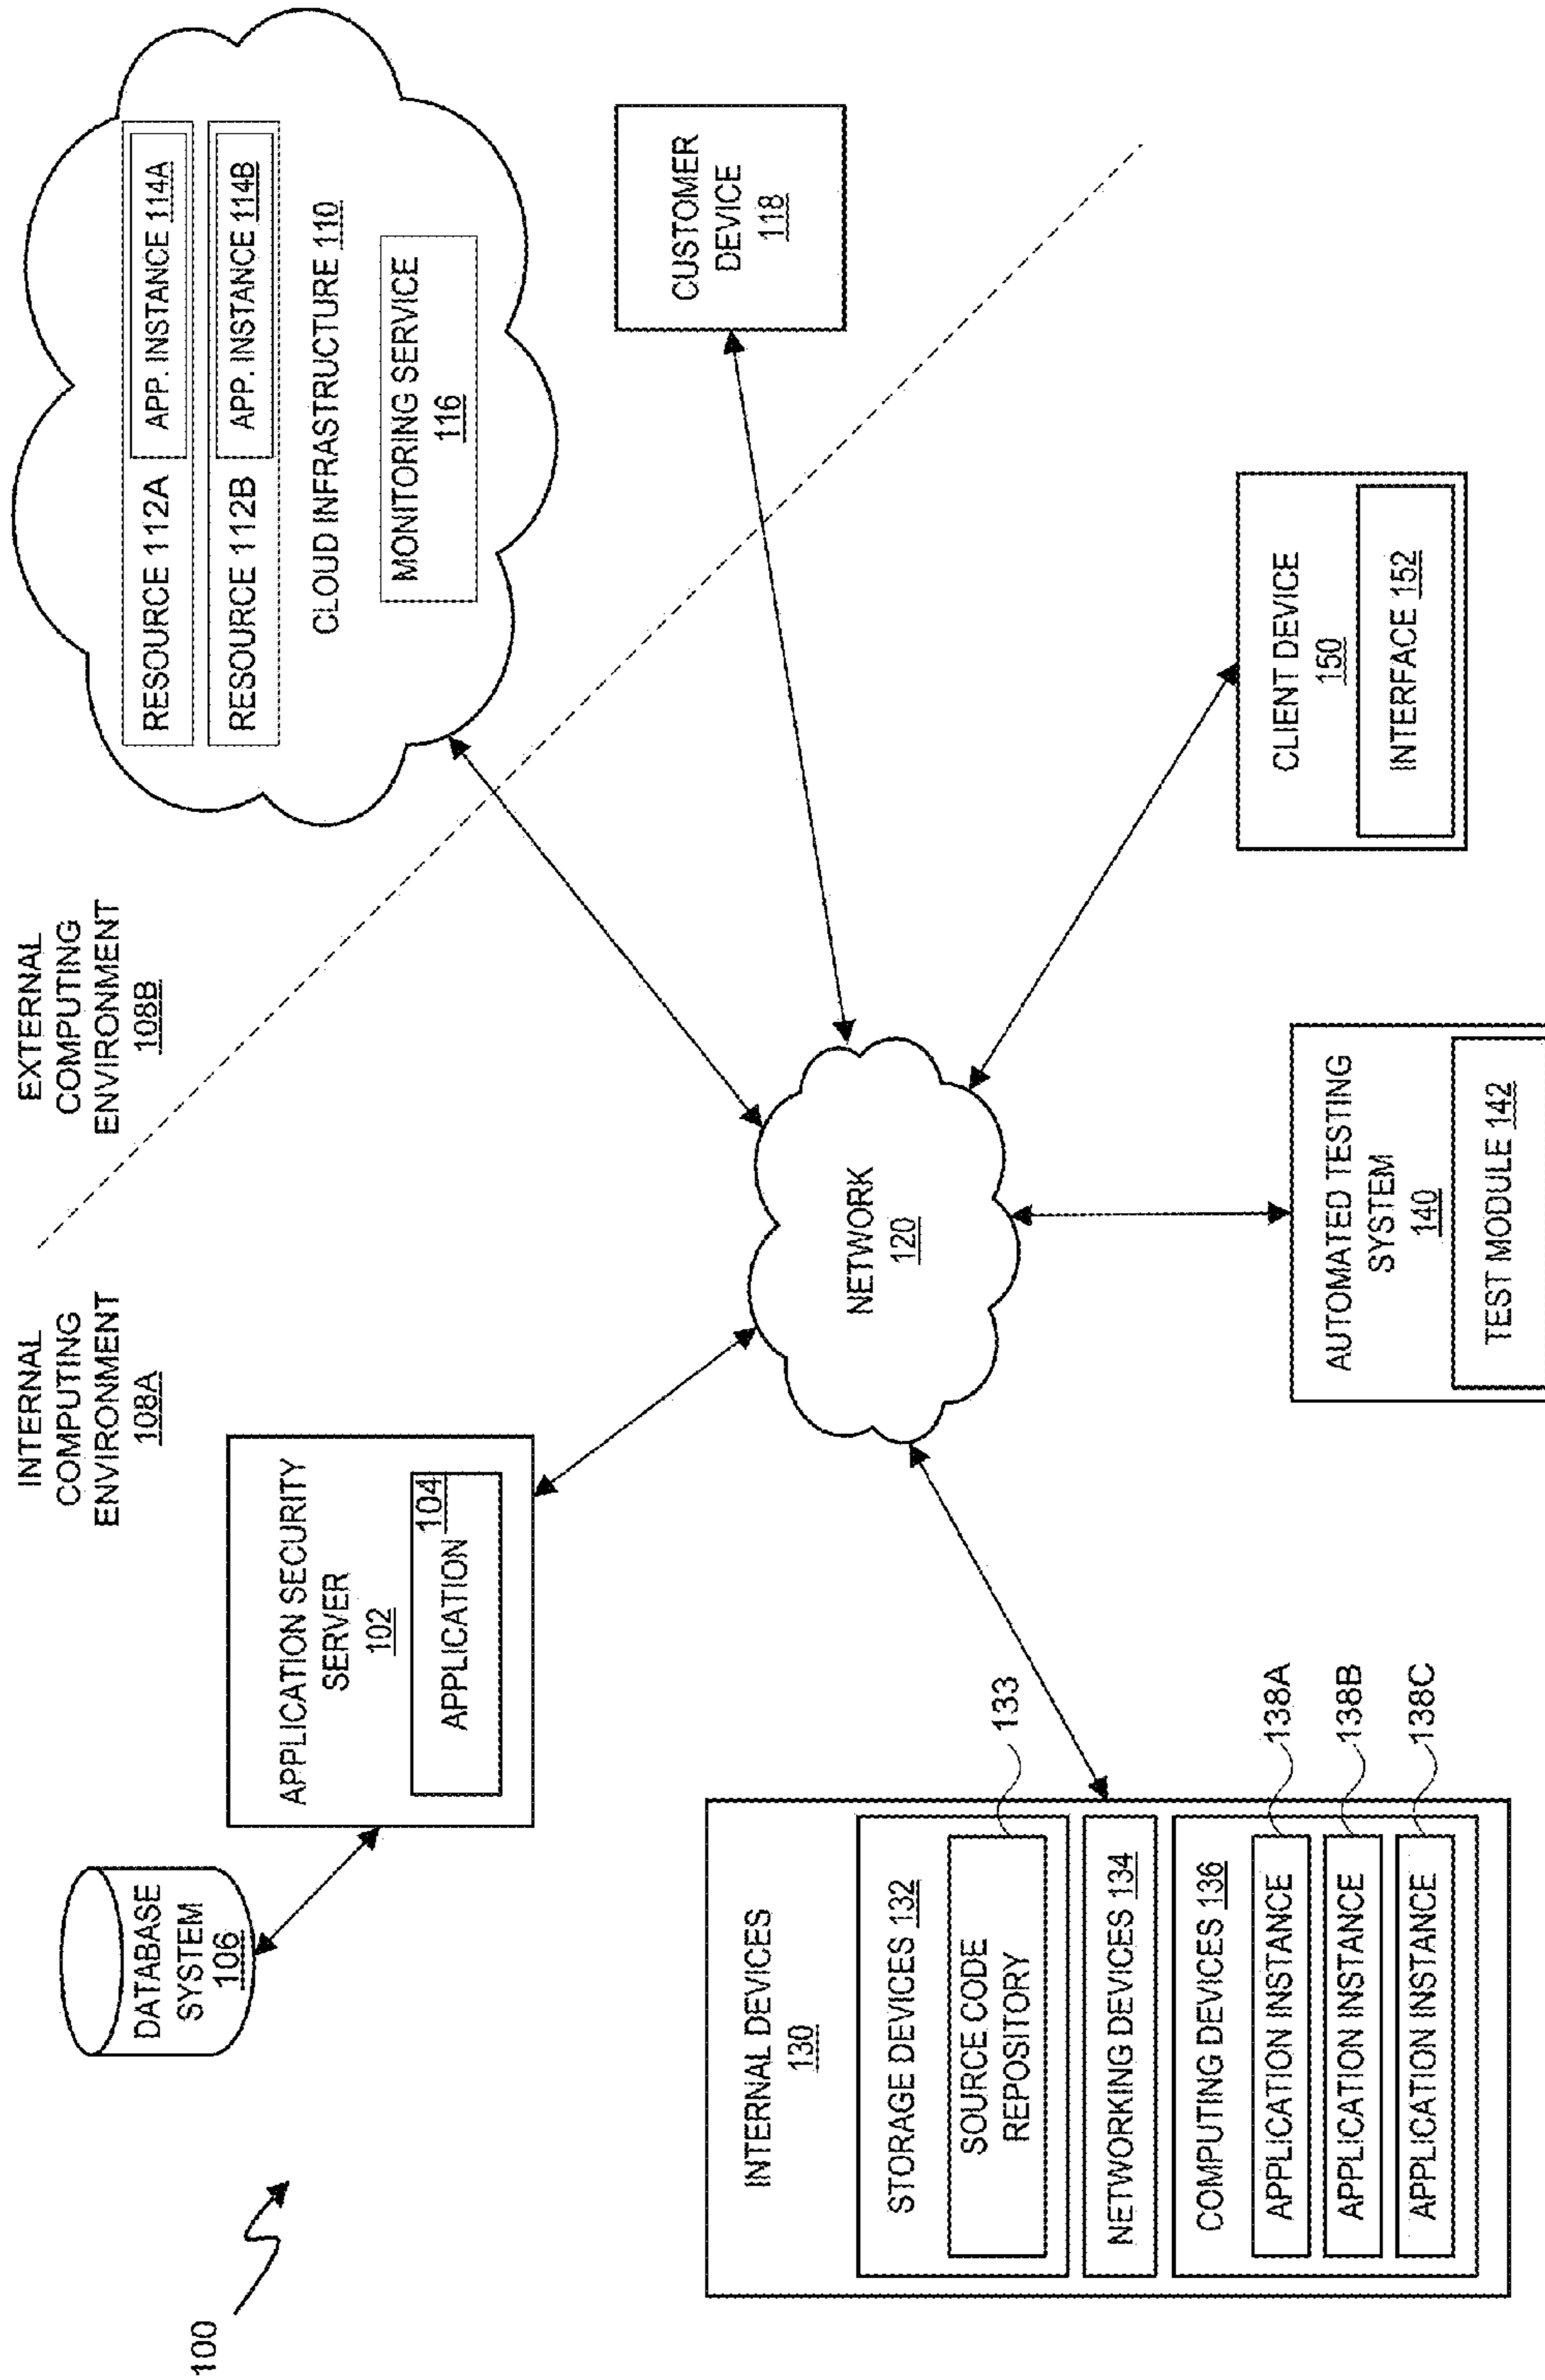 100
INTERNAL
COMPUTING
ENVIRONMENT
108A
EXTERNAL
COMPUTING
ENVIRONMENT
108B
DATABASE
SYSTEM
106
APPLICATION SECURITY
SERVER
102
104
APPLICATION
RESOURCE 112A
APP. INSTANCE 114A
RESOURCE 112B
APP. INSTANCE 114B
CLOUD INFRASTRUCTURE 110
MONITORING SERVICE
116
CUSTOMER
DEVICE
118
NETWORK
120
INTERNAL DEVICES
130
STORAGE DEVICES 132
SOURCE CODE
REPOSITORY
133
NETWORKING DEVICES 134
COMPUTING DEVICES 136
APPLICATION INSTANCE
138A
APPLICATION INSTANCE
138B
APPLICATION INSTANCE
138C
AUTOMATED TESTING
SYSTEM
140
TEST MODULE 142
CLIENT DEVICE
150
INTERFACE 152